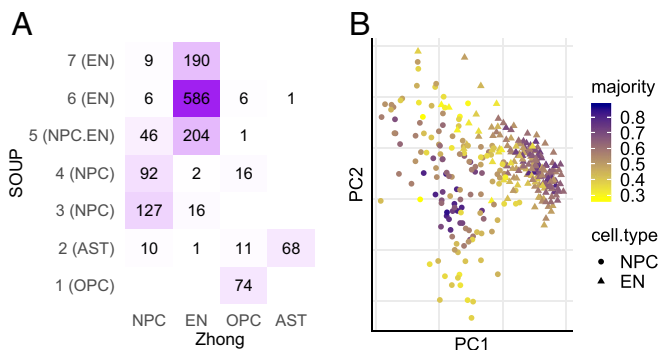 A
7 (EN) 9 190
6 (EN) 6 586 6 1
5 (NPC.EN) 46 204 1
4 (NPC) 92 2 16
3 (NPC) 127 16
2 (AST) 10 1 11 68
1 (OPC) 74
SOUP
NPC EN OPC AST
Zhong
B
PC2
PC1
majority
0.8
0.7
0.6
0.5
0.4
0.3
cell.type
NPC
EN